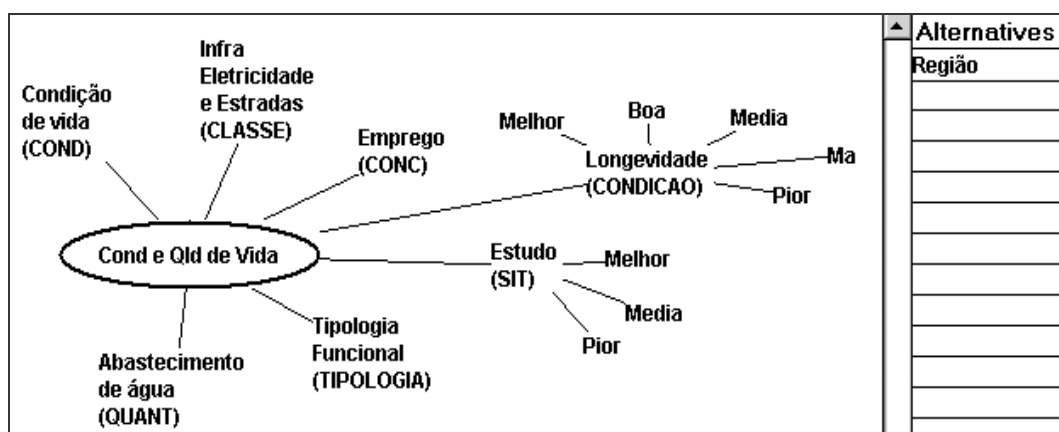 Infra
Eletricidade
e Estradas
(CLASSE)
Condição
de vida
(COND)
Emprego
(CONC)
Melhor
Boa
Media
Longevidade
(CONDICAO)
Ma
Pior
Cond e Qld de Vida
Estudo
(SIT)
Melhor
Media
Pior
Tipologia
Funcional
(TIPOLOGIA)
Abastecimento
de água
(QUANT)
Alternatives
Região